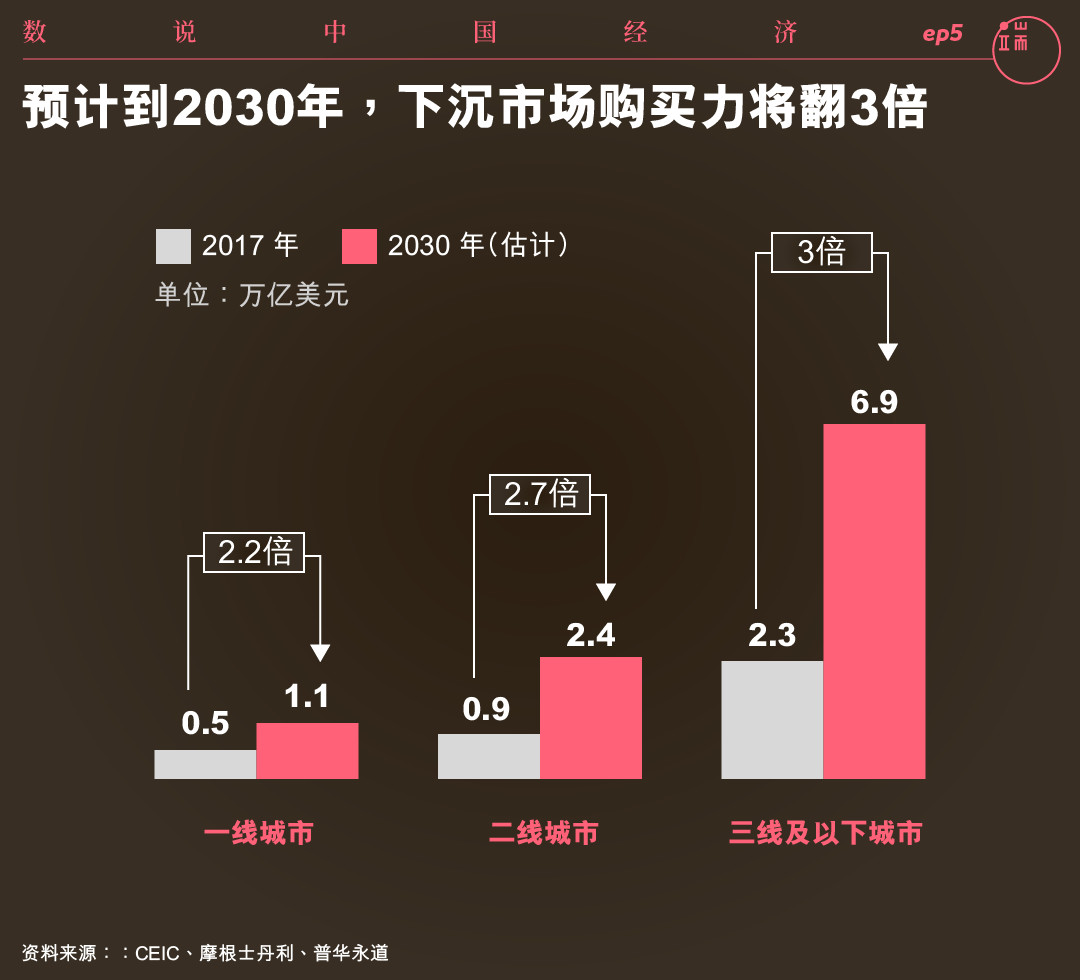 数说中国经济 ep5 端
预计到2030年，下沉市场购买力将翻3倍
2017 年 2030 年（估计）
单位：万亿美元
3倍
6.9
2.7倍
2.2倍
2.4
2.3
1.1
0.9
0.5
一线城市 二线城市 三线及以下城市
资料来源：：CEIC、摩根士丹利、普华永道